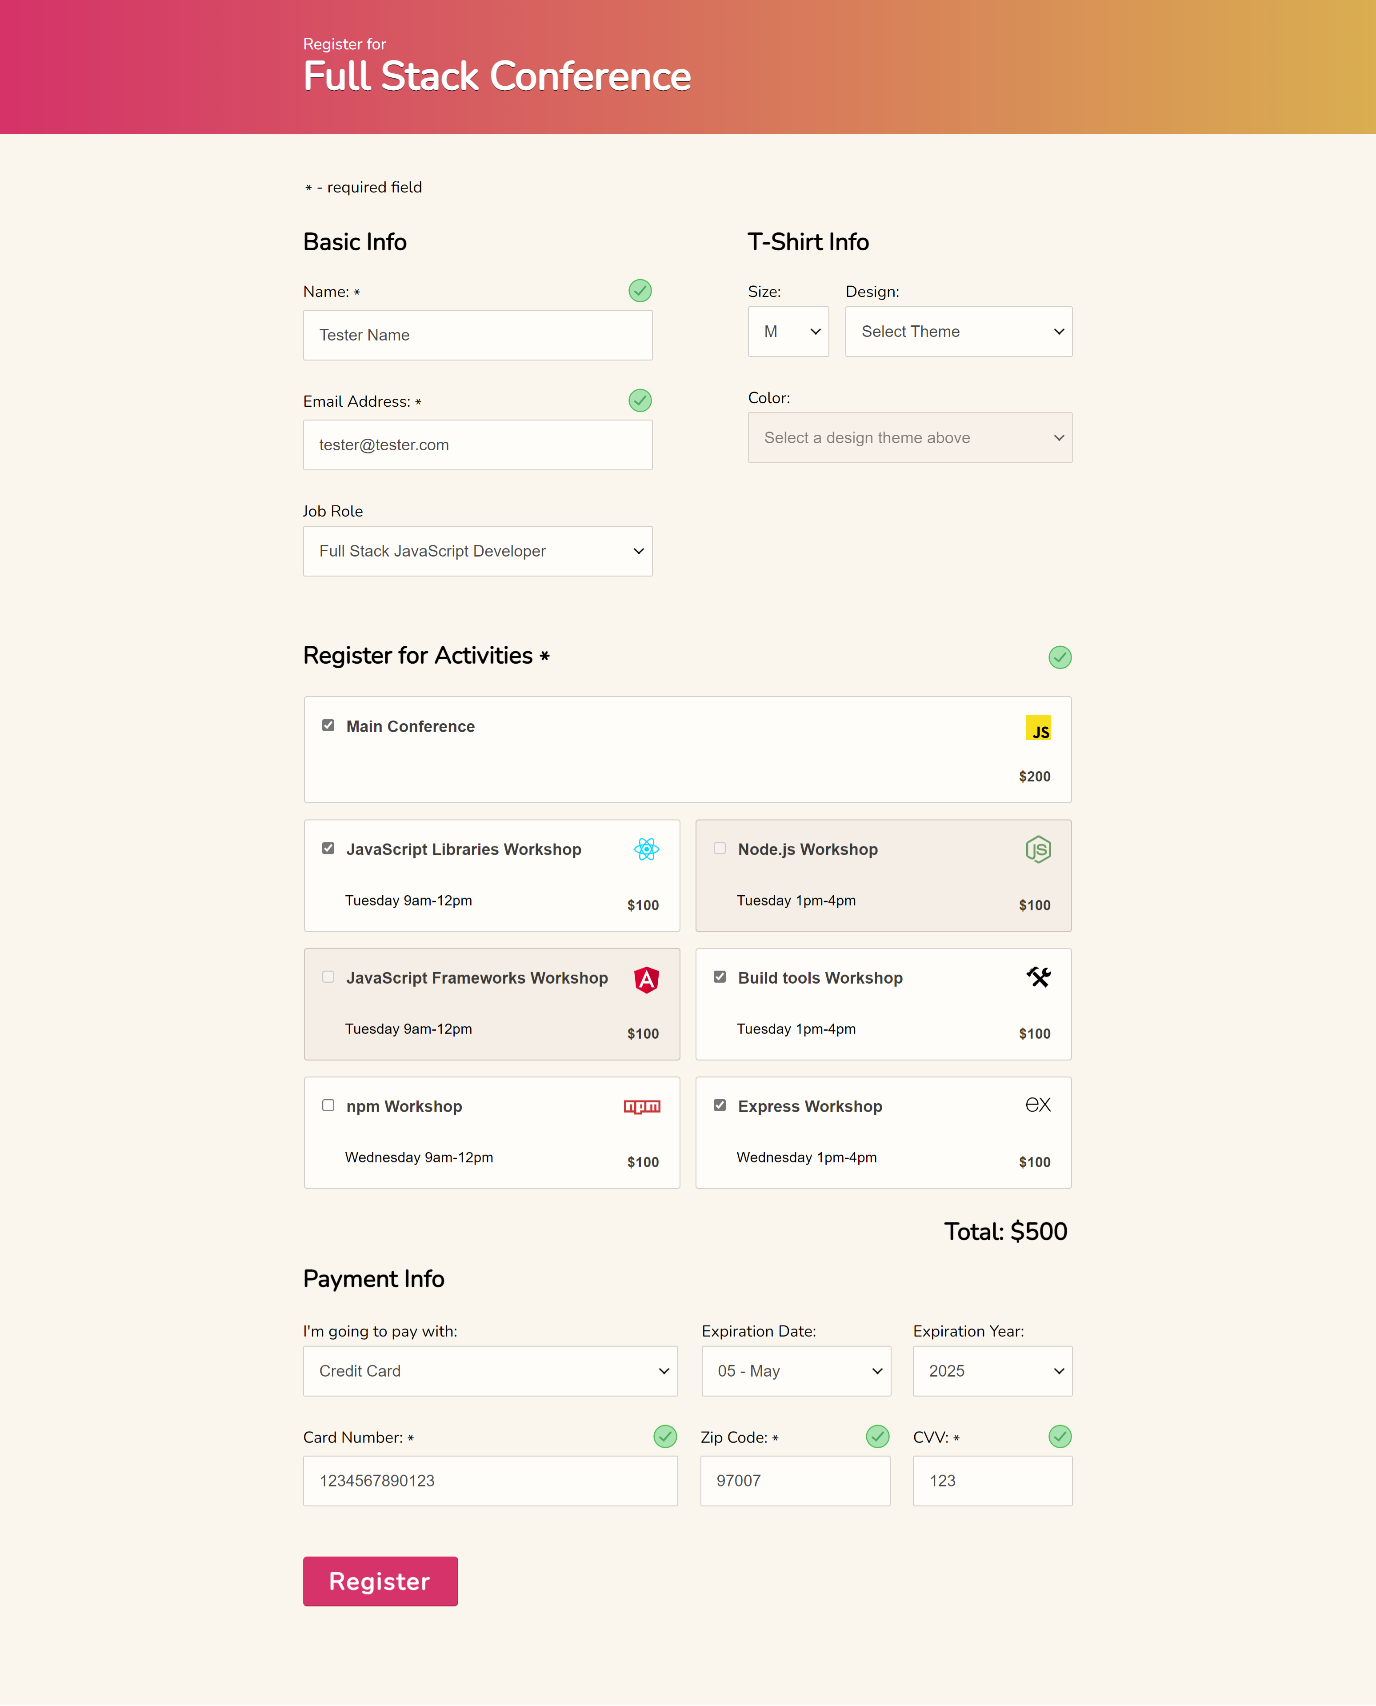 Register for
Full Stack Conference
* - required field
Basic Info
Name: *
Tester Name
Email Address: *
tester@tester.com
Job Role
Full Stack JavaScript Developer
T-Shirt Info
Size:
M
Design:
Select Theme
Color:
Select a design theme above
Register for Activities *
Main Conference
JS
$200
JavaScript Libraries Workshop
Tuesday 9am-12pm
$100
Node.js Workshop
JS
Tuesday 1pm-4pm
$100
JavaScript Frameworks Workshop
A
Tuesday 9am-12pm
$100
Build tools Workshop
Tuesday 1pm-4pm
$100
npm Workshop
npm
Wednesday 9am-12pm
$100
Express Workshop
ex
Wednesday 1pm-4pm
$100
Total: $500
Payment Info
I'm going to pay with:
Credit Card
Expiration Date:
05 - May
Expiration Year:
2025
Card Number: *
1234567890123
Zip Code: *
97007
CVV: *
123
Register